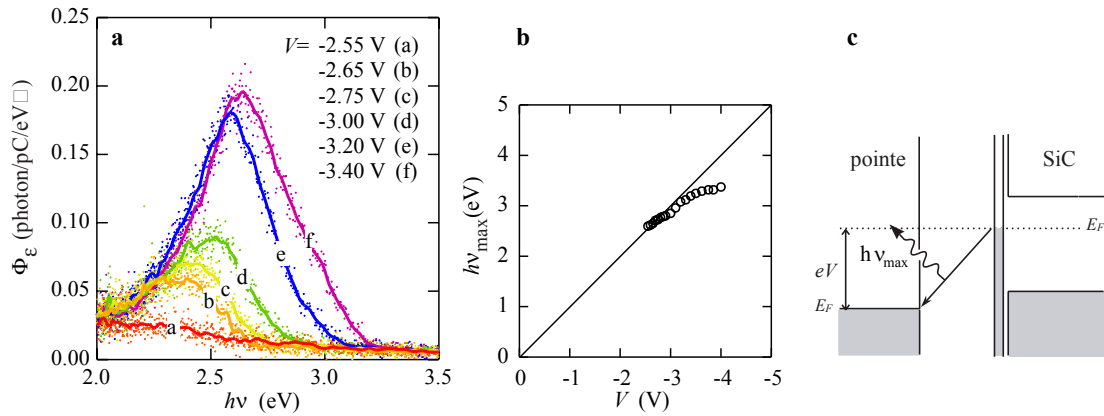 a
V= -2.55 V (a)
-2.65 V (b)
-2.75 V (c)
-3.00 V (d)
-3.20 V (e)
-3.40 V (f)
Φε (photon/pC/eV□)
0.25
0.20
0.15
0.10
0.05
0.00
a
b
c
d
e
f
2.0
2.5
3.0
3.5
hν (eV)
b
hνmax(eV)
5
4
3
2
1
0
0
-1
-2
-3
-4
-5
V (V)
c
pointe
SiC
EF
hνmax
eV
EF